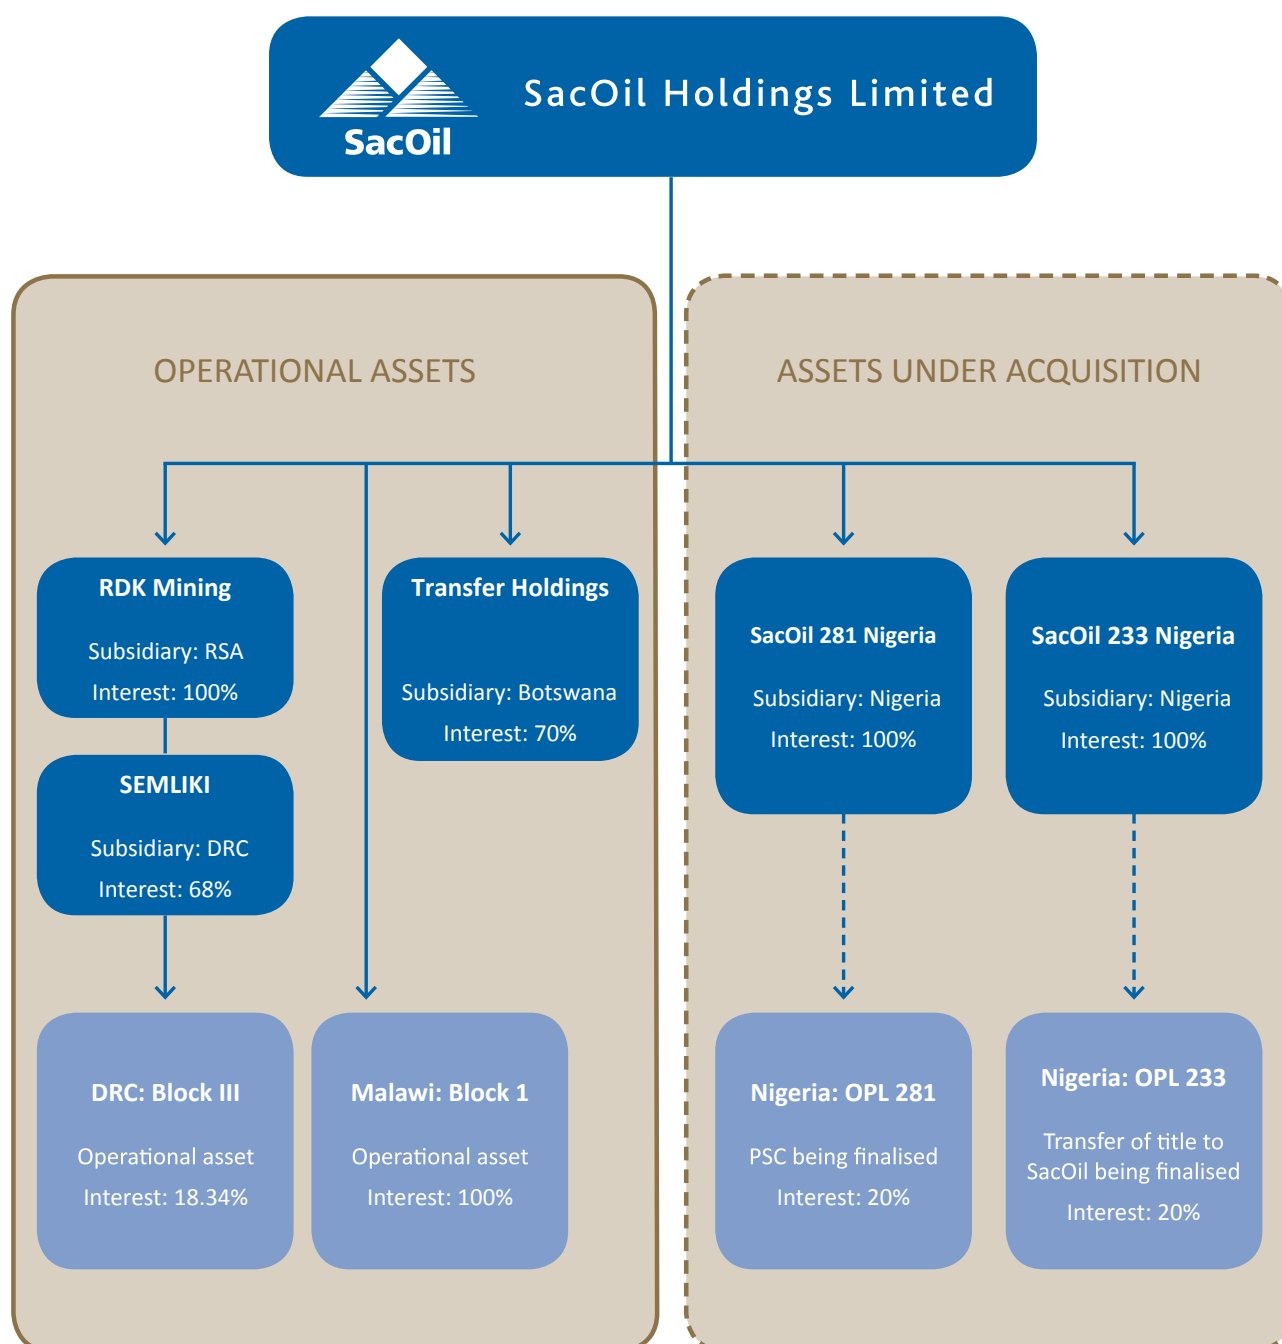 SacOil
SacOil Holdings Limited
OPERATIONAL ASSETS
RDK Mining
Subsidiary: RSA
Interest: 100%
SEMLIKI
Subsidiary: DRC
Interest: 68%
Transfer Holdings
Subsidiary: Botswana
Interest: 70%
DRC: Block III
Operational asset
Interest: 18.34%
Malawi: Block 1
Operational asset
Interest: 100%
ASSETS UNDER ACQUISITION
SacOil 281 Nigeria
Subsidiary: Nigeria
Interest: 100%
SacOil 233 Nigeria
Subsidiary: Nigeria
Interest: 100%
Nigeria: OPL 281
PSC being finalised
Interest: 20%
Nigeria: OPL 233
Transfer of title to
SacOil being finalised
Interest: 20%